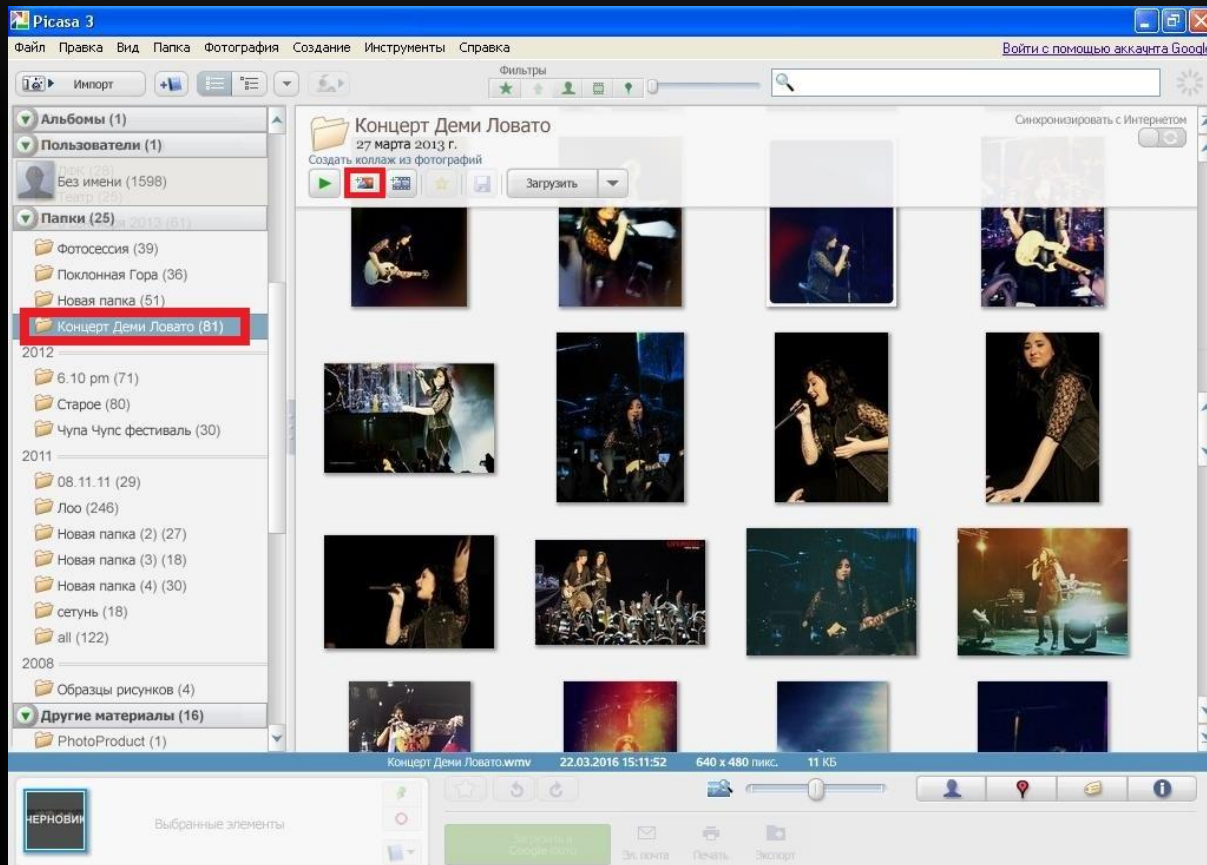 Picasa 3
Файл Правка Вид Папка Фотография Создание Инструменты Справка
Войти с помощью аккаунта Google
Импорт
Фильтры
Альбомы (1)
Пользователи (1)
Без имени (1598)
Театр (25)
Папки (25)
Фотосессия (39)
Поклонная Гора (36)
Новая папка (51)
Концерт Деми Ловато (81)
2012
6.10 pm (71)
Старое (80)
Чупа Чупс фестиваль (30)
2011
08.11.11 (29)
Лоо (246)
Новая папка (2) (27)
Новая папка (3) (18)
Новая папка (4) (30)
сетунь (18)
all (122)
2008
Образцы рисунков (4)
Другие материалы (16)
PhotoProduct (1)
Концерт Деми Ловато
27 марта 2013 г.
Создать коллаж из фотографий
Загрузить
Синхронизировать с Интернетом
Концерт Деми Ловато.wmv 22.03.2016 15:11:52 640 x 480 пикс. 11 КБ
ЧЕРНОВИК
Выбранные элементы
Загрузить в
Эл. почта
Печать
Экспорт